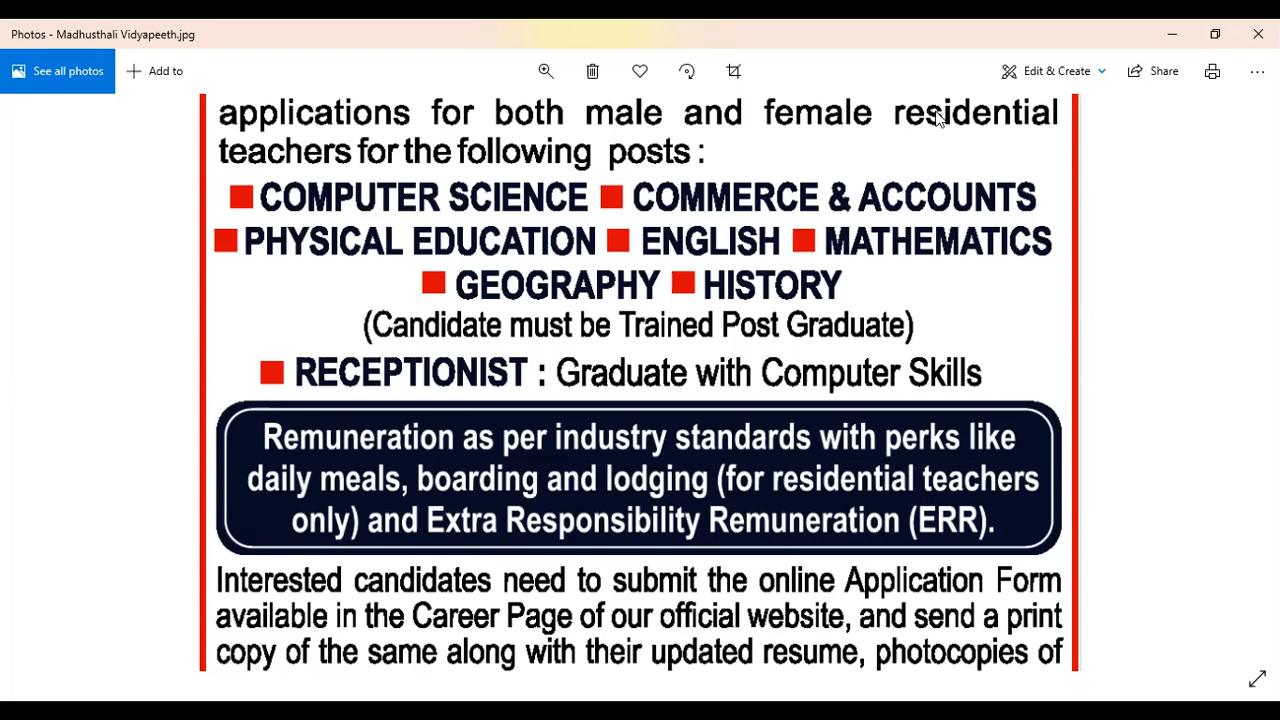 Photos - Madhusthali Vidyapeeth.jpg
See all photos
Add to
Edit & Create
Share
applications for both male and female residential
teachers for the following posts :
COMPUTER SCIENCE COMMERCE & ACCOUNTS
PHYSICAL EDUCATION ENGLISH MATHEMATICS
GEOGRAPHY HISTORY
(Candidate must be Trained Post Graduate)
RECEPTIONIST : Graduate with Computer Skills
Remuneration as per industry standards with perks like
daily meals, boarding and lodging (for residential teachers
only) and Extra Responsibility Remuneration (ERR).
Interested candidates need to submit the online Application Form
available in the Career Page of our official website, and send a print
copy of the same along with their updated resume, photocopies of